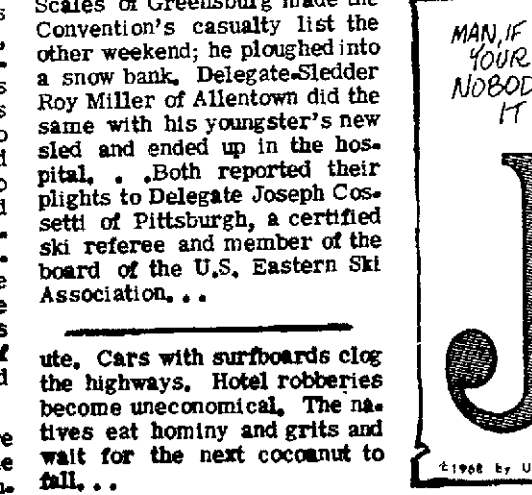 Scales of Greensburg made the
Convention's casualty list the
other weekend; he ploughed into
a snow bank. Delegate-Sledder
Roy Miller of Allentown did the
same with his youngster's new
sled and ended up in the hos-
pital. . .Both reported their
plights to Delegate Joseph Cos-
setti of Pittsburgh, a certified
ski referee and member of the
board of the U.S. Eastern Ski
Association...
ute. Cars with surfboards clog
the highways. Hotel robberies
become uneconomical. The na-
tives eat hominy and grits and
wait for the next cocoanut to
fall...
MAN, IF
YOUR
NOBOD
IT
J
©1968 by U